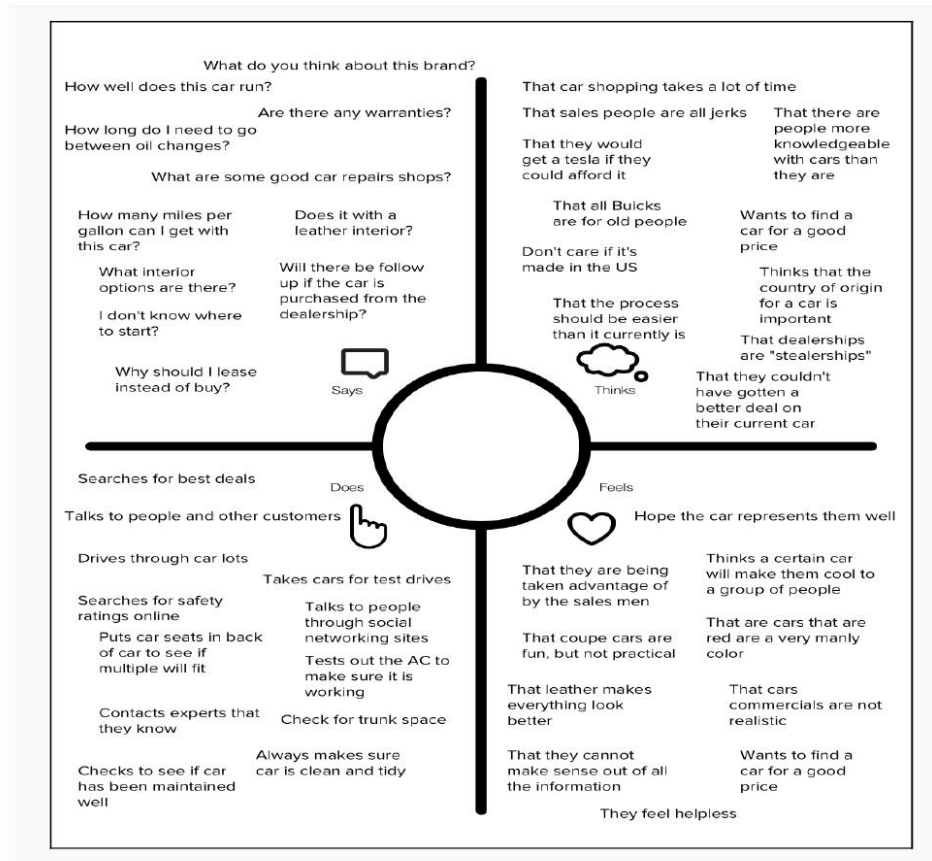 What do you think about this brand?
How well does this car run?
Are there any warranties?
How long do I need to go
between oil changes?
What are some good car repairs shops?
How many miles per
gallon can I get with
this car?
Does it with a
leather interior?
What interior
options are there?
Will there be follow
up if the car is
purchased from the
dealership?
I don't know where
to start?
Why should I lease
instead of buy?
Says
That car shopping takes a lot of time
That sales people are all jerks
That there are
people more
knowledgeable
with cars than
they are
That they would
get a tesla if they
could afford it
That all Buicks
are for old people
Wants to find a
car for a good
price
Don't care if it's
made in the US
Thinks that the
country of origin
for a car is
important
That the process
should be easier
than it currently is
That dealerships
are "stealerships"
Thinks
That they couldn't
have gotten a
better deal on
their current car
Searches for best deals
Does
Talks to people and other customers
Drives through car lots
Takes cars for test drives
Searches for safety
ratings online
Talks to people
through social
networking sites
Puts car seats in back
of car to see if
multiple will fit
Tests out the AC to
make sure it is
working
Contacts experts that
they know
Check for trunk space
Always makes sure
car is clean and tidy
Checks to see if car
has been maintained
well
Feels
Hope the car represents them well
That they are being
taken advantage of
by the sales men
Thinks a certain car
will make them cool to
a group of people
That coupe cars are
fun, but not practical
That are cars that are
red are a very manly
color
That leather makes
everything look
better
That cars
commercials are not
realistic
That they cannot
make sense out of all
the information
Wants to find a
car for a good
price
They feel helpless